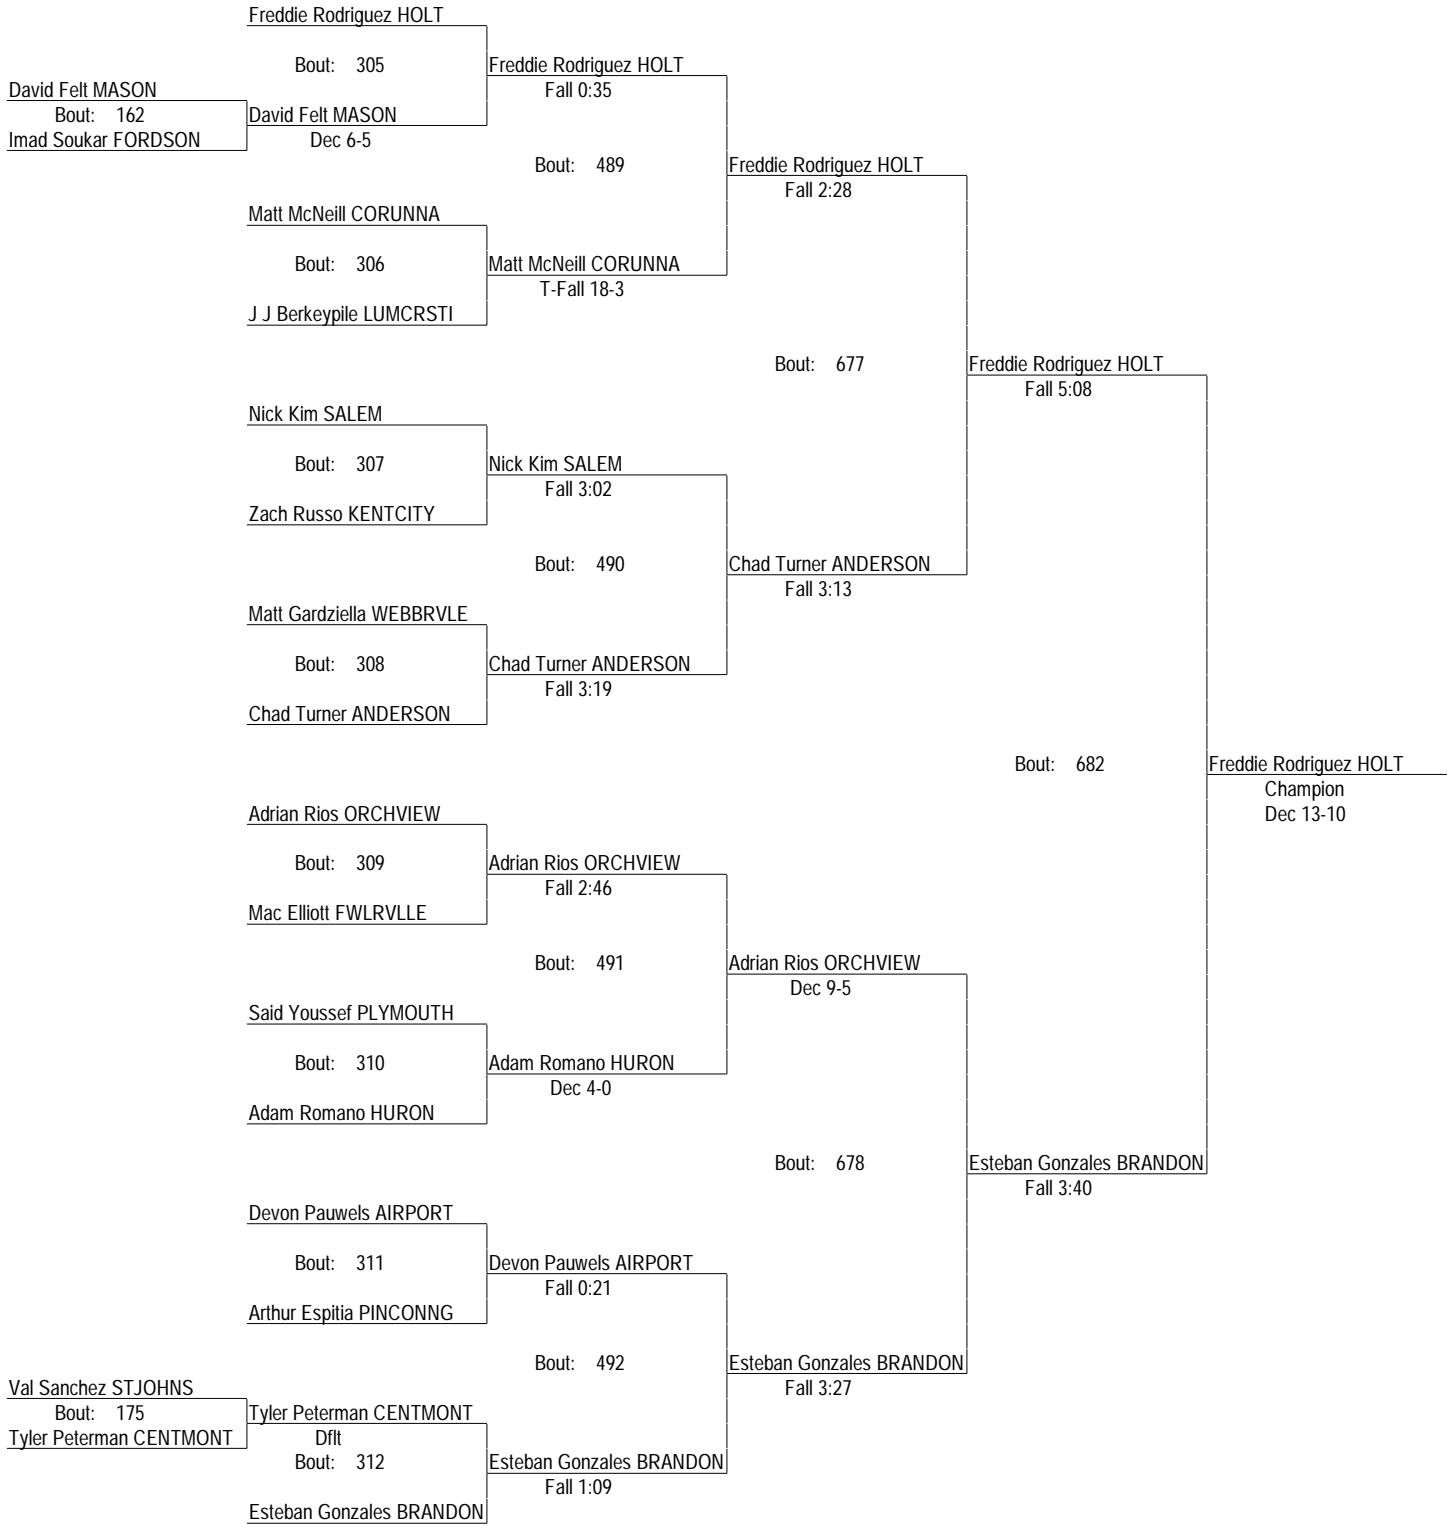 Freddie Rodriguez HOLT
Bout: 305
Freddie Rodriguez HOLT
Fall 0:35
David Felt MASON
Bout: 162
Imad Soukar FORDSON
David Felt MASON
Dec 6-5
Bout: 489
Freddie Rodriguez HOLT
Fall 2:28
Matt McNeill CORUNNA
Bout: 306
Matt McNeill CORUNNA
T-Fall 18-3
J J Berkeypile LUMCRSTI
Bout: 677
Freddie Rodriguez HOLT
Fall 5:08
Nick Kim SALEM
Bout: 307
Nick Kim SALEM
Fall 3:02
Zach Russo KENTCITY
Bout: 490
Chad Turner ANDERSON
Fall 3:13
Matt Gardziella WEBBRVLE
Bout: 308
Chad Turner ANDERSON
Fall 3:19
Chad Turner ANDERSON
Bout: 682
Freddie Rodriguez HOLT
Champion
Dec 13-10
Adrian Rios ORCHVIEW
Bout: 309
Adrian Rios ORCHVIEW
Fall 2:46
Mac Elliott FWLRVLLE
Bout: 491
Adrian Rios ORCHVIEW
Dec 9-5
Said Youssef PLYMOUTH
Bout: 310
Adam Romano HURON
Dec 4-0
Adam Romano HURON
Bout: 678
Esteban Gonzales BRANDON
Fall 3:40
Devon Pauwels AIRPORT
Bout: 311
Devon Pauwels AIRPORT
Fall 0:21
Arthur Espitia PINCONNG
Bout: 492
Esteban Gonzales BRANDON
Fall 3:27
Val Sanchez STJOHNS
Bout: 175
Tyler Peterman CENTMONT
Tyler Peterman CENTMONT
Dflt
Bout: 312
Esteban Gonzales BRANDON
Fall 1:09
Esteban Gonzales BRANDON